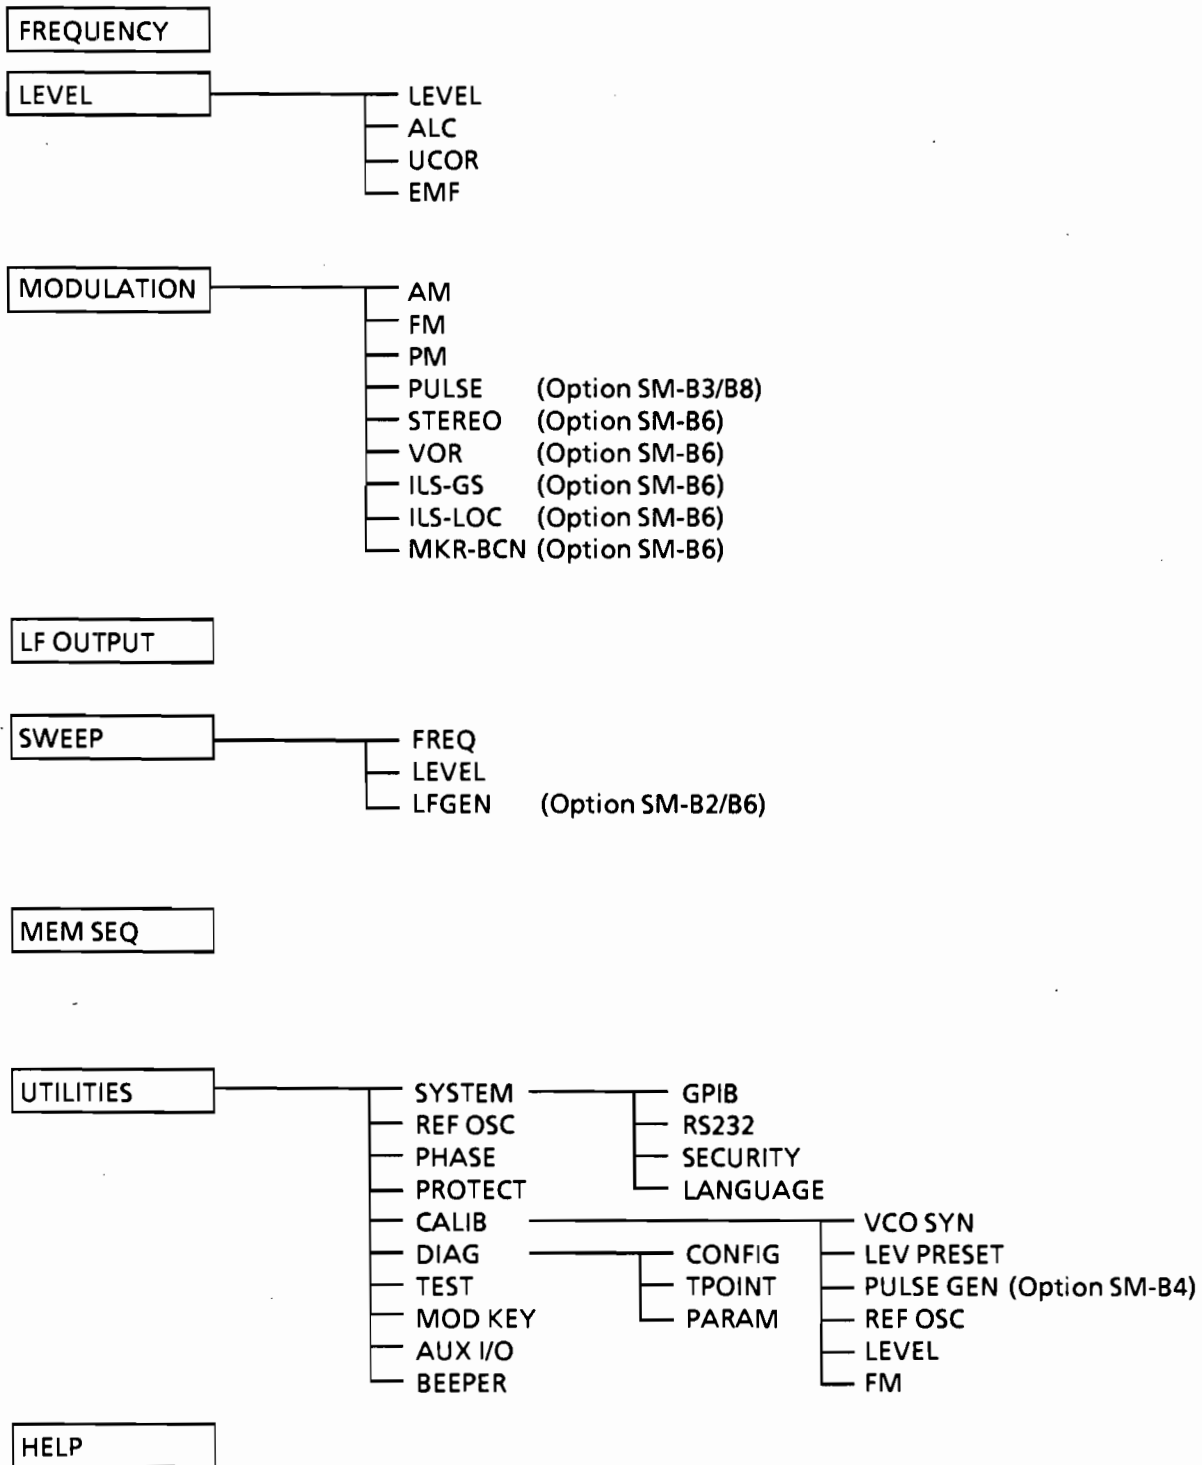 FREQUENCY
LEVEL LEVEL
ALC
UCOR
EMF
MODULATION AM
FM
PM
PULSE (Option SM-B3/B8)
STEREO (Option SM-B6)
VOR (Option SM-B6)
ILS-GS (Option SM-B6)
ILS-LOC (Option SM-B6)
MKR-BCN (Option SM-B6)
LF OUTPUT
SWEEP FREQ
LEVEL
LFGEN (Option SM-B2/B6)
MEM SEQ
UTILITIES SYSTEM GPIB
REF OSC RS232
PHASE SECURITY
PROTECT LANGUAGE
CALIB VCO SYN
DIAG CONFIG LEV PRESET
TEST TPOINT PULSE GEN (Option SM-B4)
MOD KEY PARAM REF OSC
AUX I/O LEVEL
BEEPER FM
HELP